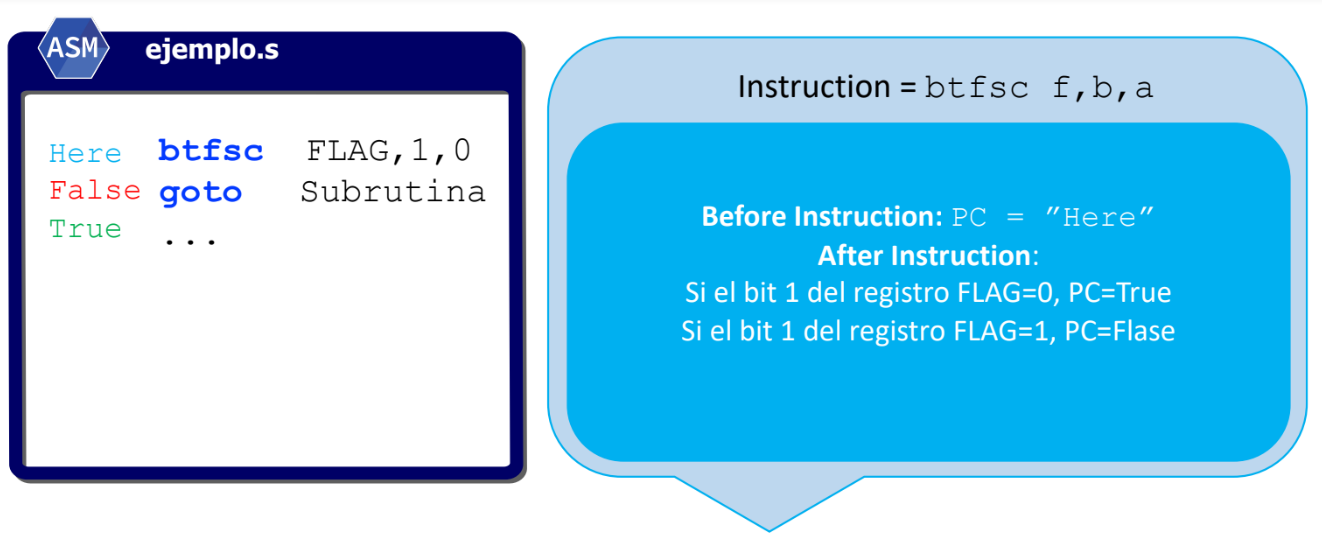 ASM ejemplo.s
Here btfsc FLAG,1,0
False goto Subrutina
True ...
Instruction = btfsc f,b,a
Before Instruction: PC = ”Here”
After Instruction:
Si el bit 1 del registro FLAG=0, PC=True
Si el bit 1 del registro FLAG=1, PC=Flase